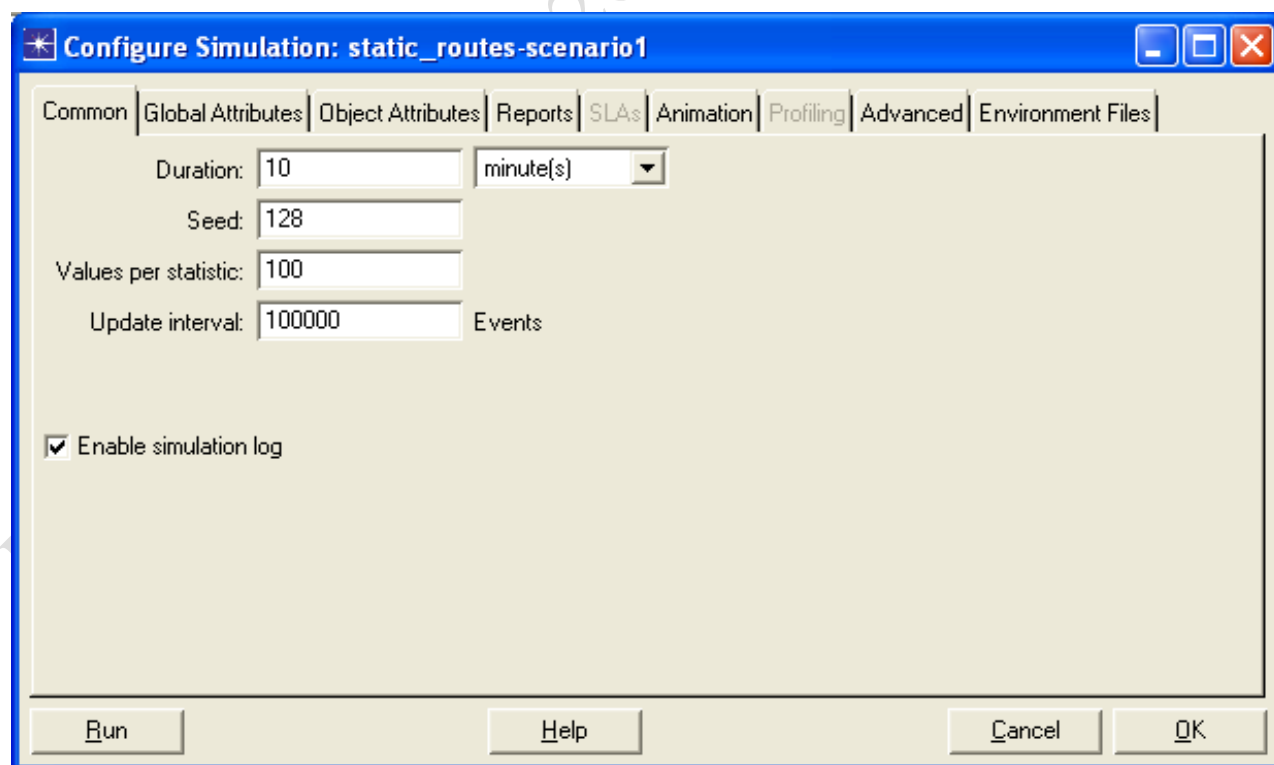 Configure Simulation: static_routes-scenario1
Common Global Attributes Object Attributes Reports SLAs Animation Profiling Advanced Environment Files
Duration: 10 minute(s)
Seed: 128
Values per statistic: 100
Update interval: 100000 Events
Enable simulation log
Run Help Cancel OK